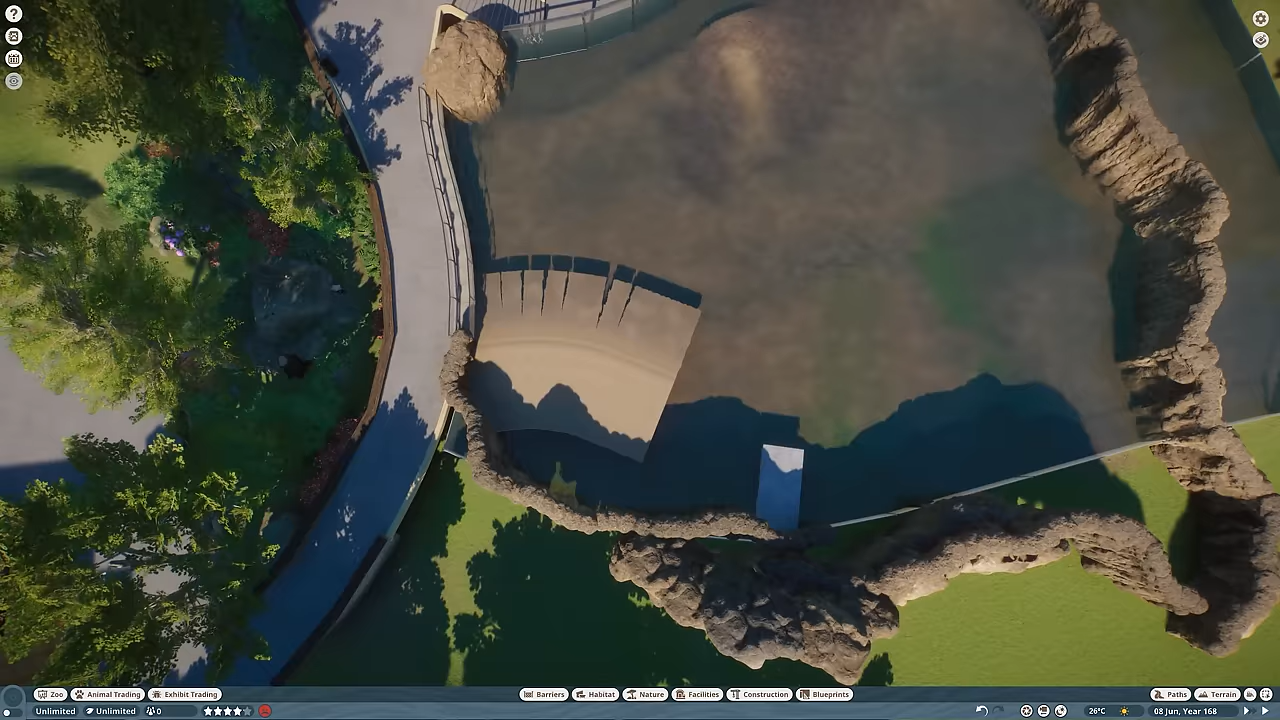 ?
Zoo Animal Trading Exhibit Trading Barriers Habitat Nature Facilities Construction Blueprints Paths Terrain
Unlimited Unlimited 0 26°C 08 Jun, Year 168